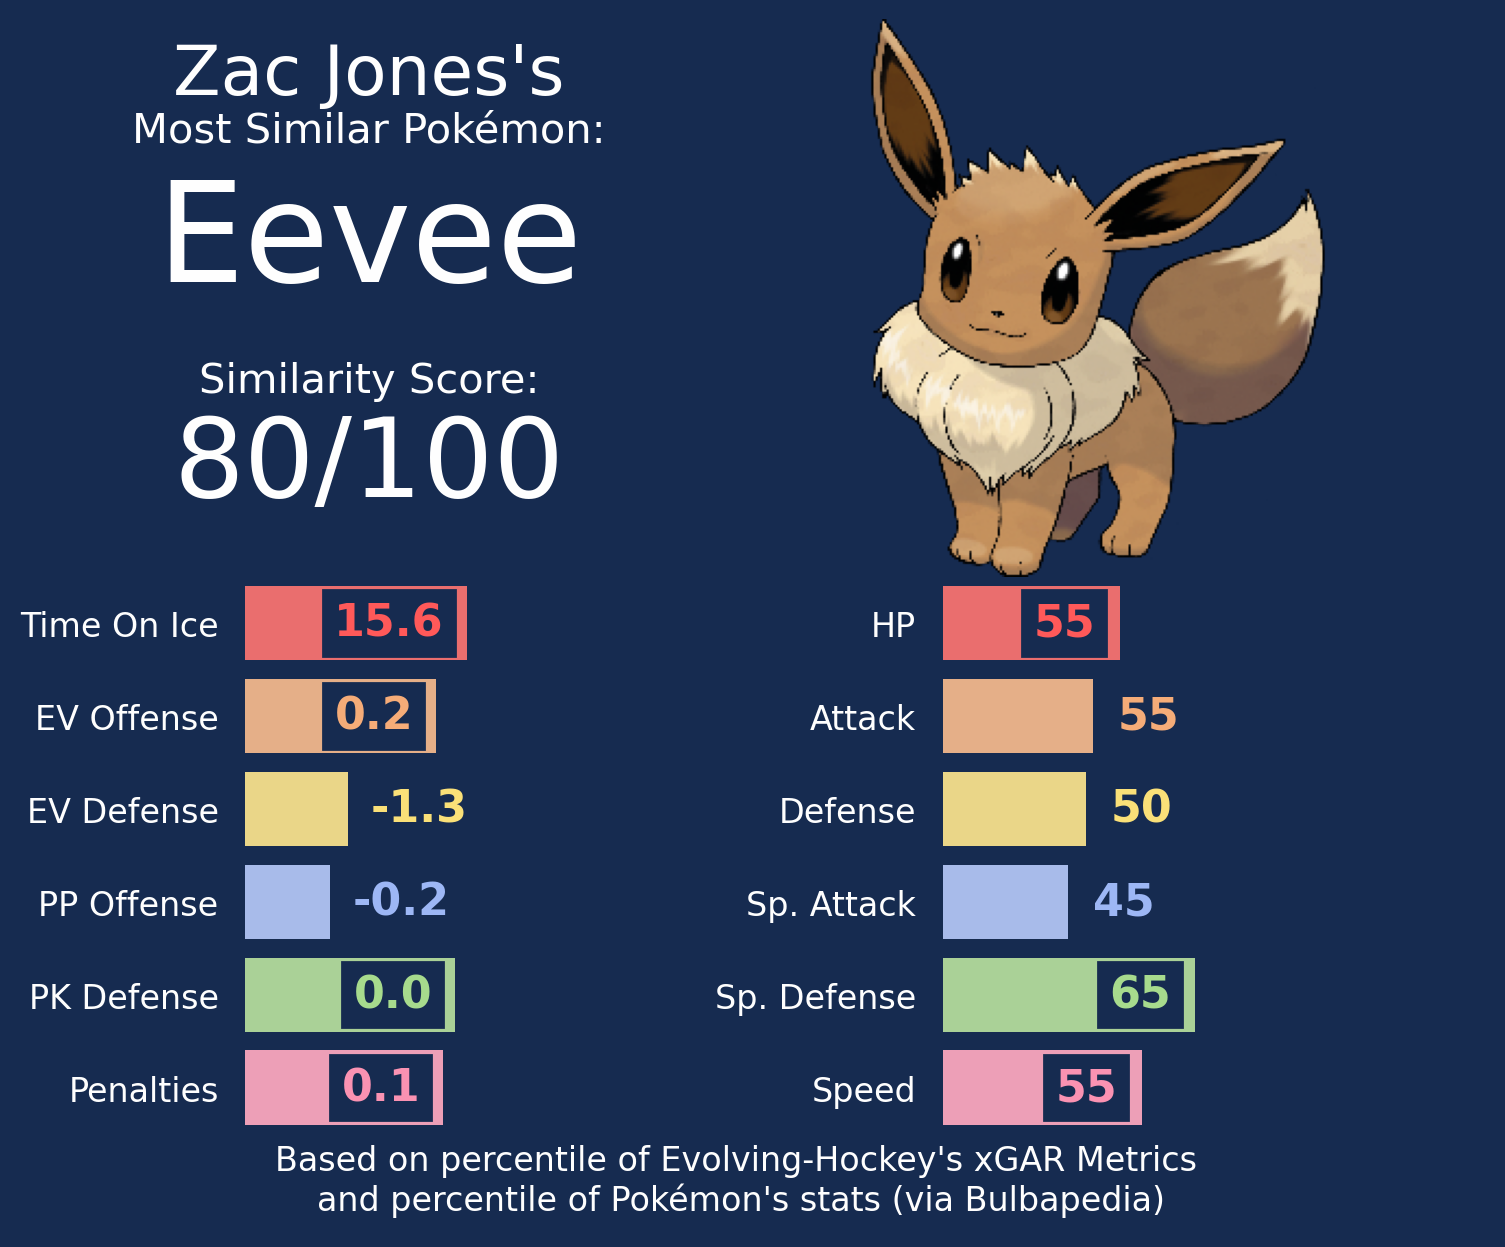 Zac Jones's
Most Similar Pokémon:
Eevee
Similarity Score:
80/100
Time On Ice 15.6
EV Offense 0.2
EV Defense -1.3
PP Offense -0.2
PK Defense 0.0
Penalties 0.1
HP 55
Attack 55
Defense 50
Sp. Attack 45
Sp. Defense 65
Speed 55
Based on percentile of Evolving-Hockey's xGAR Metrics
and percentile of Pokémon's stats (via Bulbapedia)